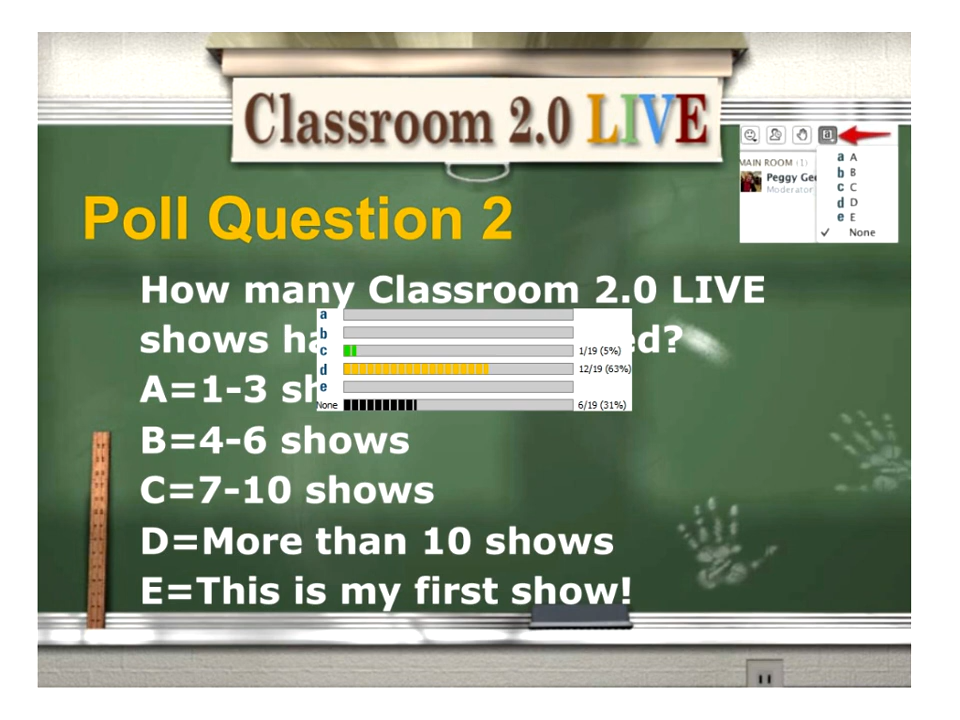 Classroom 2.0 LIVE
MAIN ROOM (1)
Peggy Ge
Moderator
a A
b B
c C
d D
e E
✓ None
Poll Question 2
How many Classroom 2.0 LIVE
shows ha ed?
A=1-3 sh
B=4-6 shows
C=7-10 shows
D=More than 10 shows
E=This is my first show!
a
b
c 1/19 (5%)
d 12/19 (63%)
e
None 6/19 (31%)